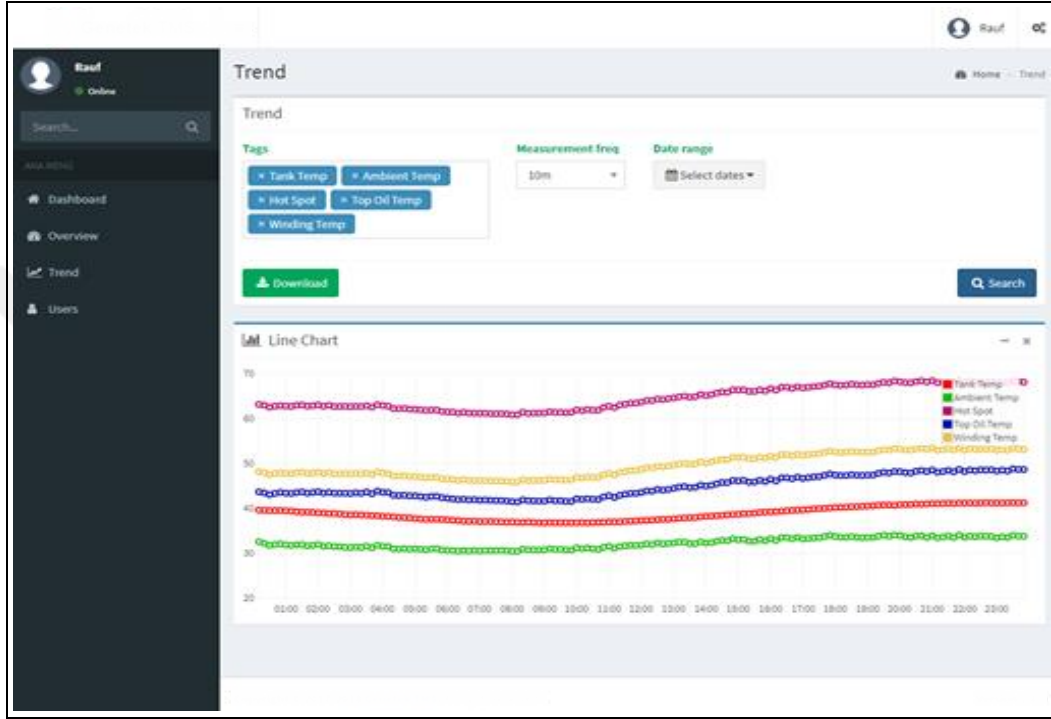 Rauf
Rauf
Online
Search...
ANA MENU
Dashboard
Overview
Trend
Users
Trend
Home Trend
Trend
Tags
Measurement freq
Date range
× Tank Temp × Ambient Temp
× Hot Spot × Top Oil Temp
× Winding Temp
10m
Select dates
Download
Search
Line Chart
70
60
50
40
30
20
Tank Temp
Ambient Temp
Hot Spot
Top Oil Temp
Winding Temp
01:00 02:00 03:00 04:00 05:00 06:00 07:00 08:00 09:00 10:00 11:00 12:00 13:00 14:00 15:00 16:00 17:00 18:00 19:00 20:00 21:00 22:00 23:00